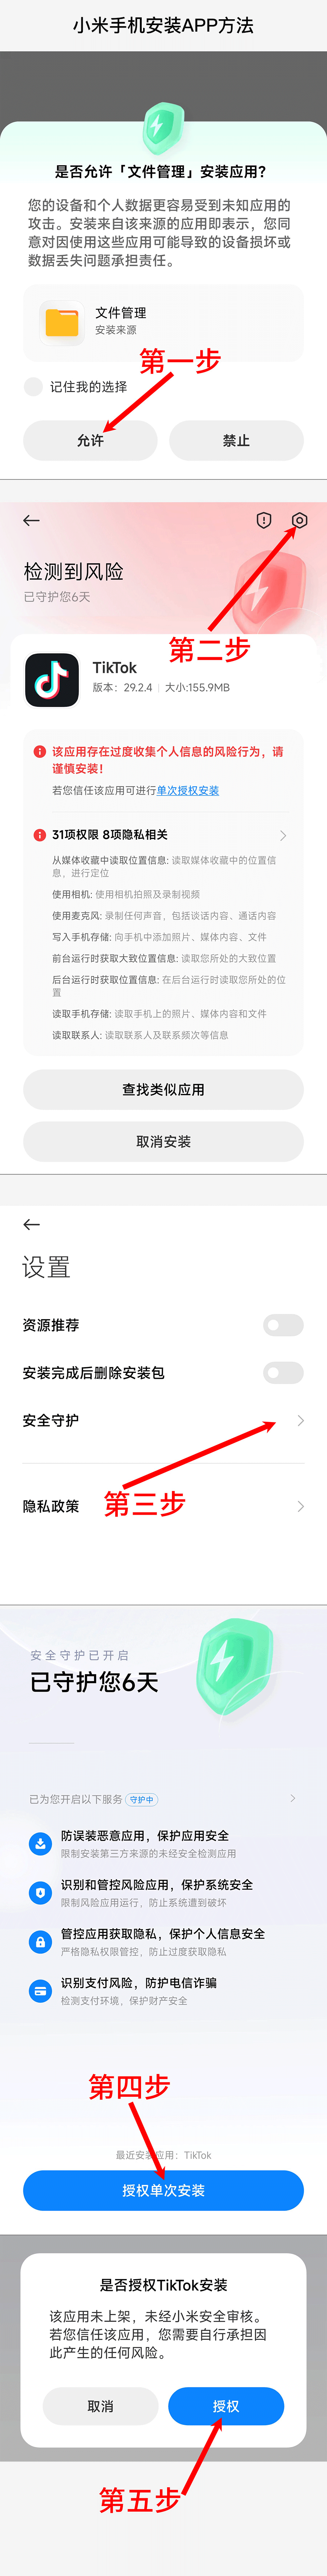 小米手机安装APP方法
是否允许「文件管理」安装应用?
您的设备和个人数据更容易受到未知应用的
攻击。安装来自该来源的应用即表示，您同
意对因使用这些应用可能导致的设备损坏或
数据丢失问题承担责任。
文件管理
安装来源
第一步
记住我的选择
允许
禁止
检测到风险
已守护您6天
第二步
TikTok
版本: 29.2.4 | 大小:155.9MB
该应用存在过度收集个人信息的风险行为，请
谨慎安装!
若您信任该应用可进行单次授权安装
31项权限 8项隐私相关
从媒体收藏中读取位置信息: 读取媒体收藏中的位置信
息，进行定位
使用相机: 使用相机拍照及录制视频
使用麦克风: 录制任何声音，包括谈话内容、通话内容
写入手机存储: 向手机中添加照片、媒体内容、文件
前台运行时获取大致位置信息: 读取您所处的大致位置
后台运行时获取位置信息: 在后台运行时读取您所处的位
置
读取手机存储: 读取手机上的照片、媒体内容和文件
读取联系人: 读取联系人及联系频次等信息
查找类似应用
取消安装
设置
资源推荐
安装完成后删除安装包
安全守护
第三步
隐私政策
安全守护已开启
已守护您6天
已为您开启以下服务 守护中
防误装恶意应用，保护应用安全
限制安装第三方来源的未经安全检测应用
识别和管控风险应用，保护系统安全
限制风险应用运行，防止系统遭到破坏
管控应用获取隐私，保护个人信息安全
严格隐私权限管控，防止过度获取隐私
识别支付风险，防护电信诈骗
检测支付环境，保护财产安全
第四步
最近安装应用: TikTok
授权单次安装
是否授权TikTok安装
该应用未上架，未经小米安全审核。
若您信任该应用，您需要自行承担因
此产生的任何风险。
取消
授权
第五步